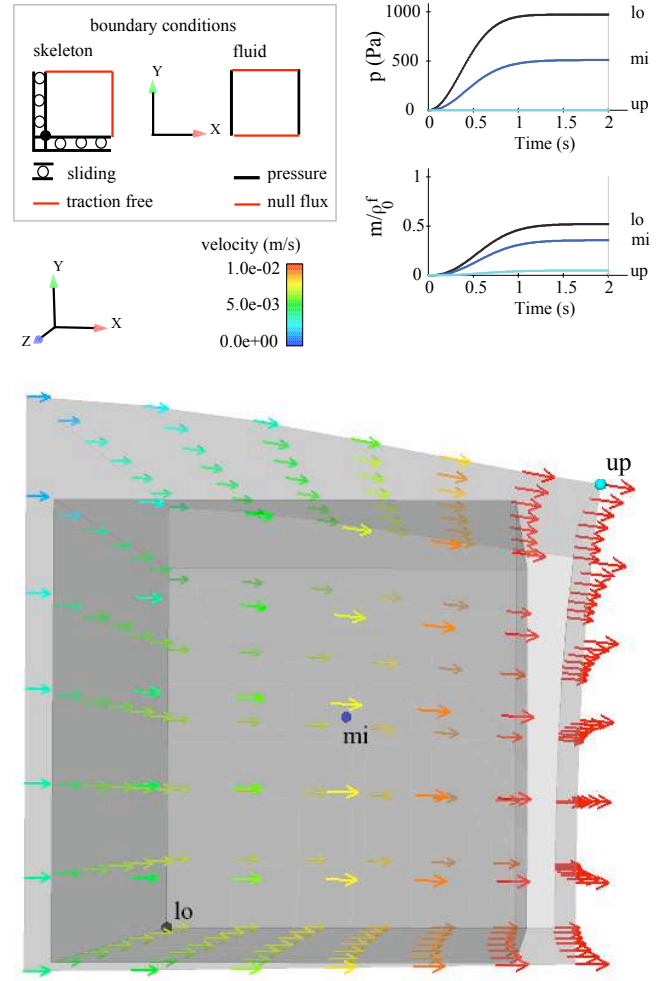 boundary conditions
skeleton
fluid
Y
X
sliding
pressure
traction free
null flux
p (Pa)
1000
500
0
lo
mi
up
0 0.5 1 1.5 2
Time (s)
m/ρ₀ᶠ
1
0.5
0
lo
mi
up
0 0.5 1 1.5 2
Time (s)
velocity (m/s)
1.0e-02
5.0e-03
0.0e+00
Y
X
Z
up
mi
lo